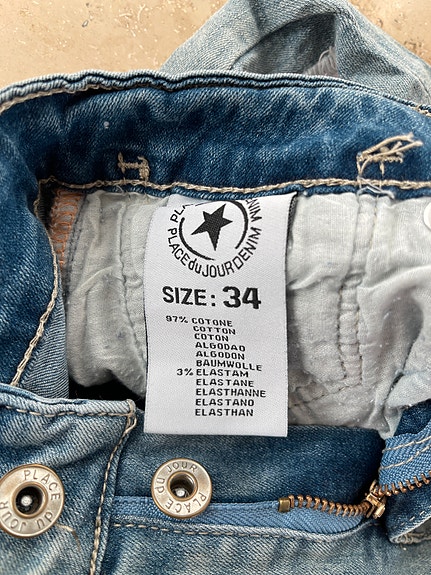 PLACE du JOUR DENIM
SIZE: 34
97% COTONE
COTTON
COTON
ALGODAO
ALGODON
BAUMWOLLE
3% ELASTAM
ELASTANE
ELASTHANNE
ELASTANO
ELASTHAN
PLACE du JOUR
PLACE du JOUR